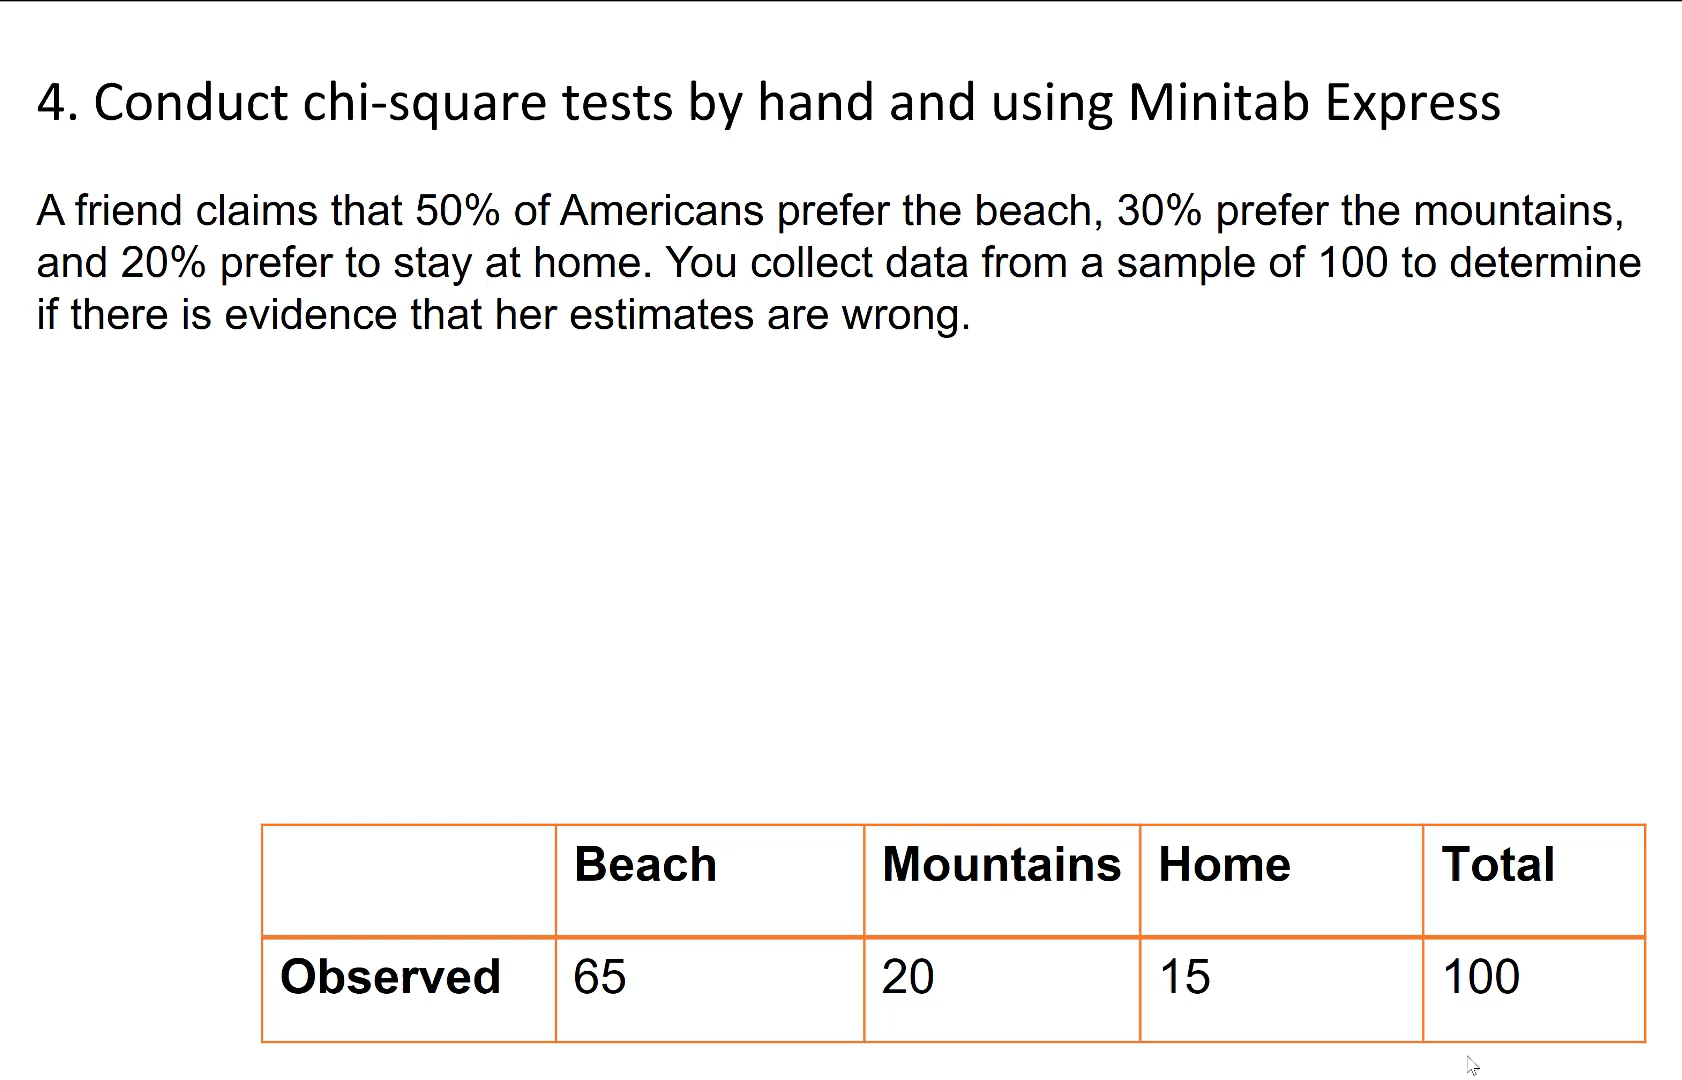 4. Conduct chi-square tests by hand and using Minitab Express
A friend claims that 50% of Americans prefer the beach, 30% prefer the mountains,
and 20% prefer to stay at home. You collect data from a sample of 100 to determine
if there is evidence that her estimates are wrong.
Beach Mountains Home Total
Observed 65 20 15 100